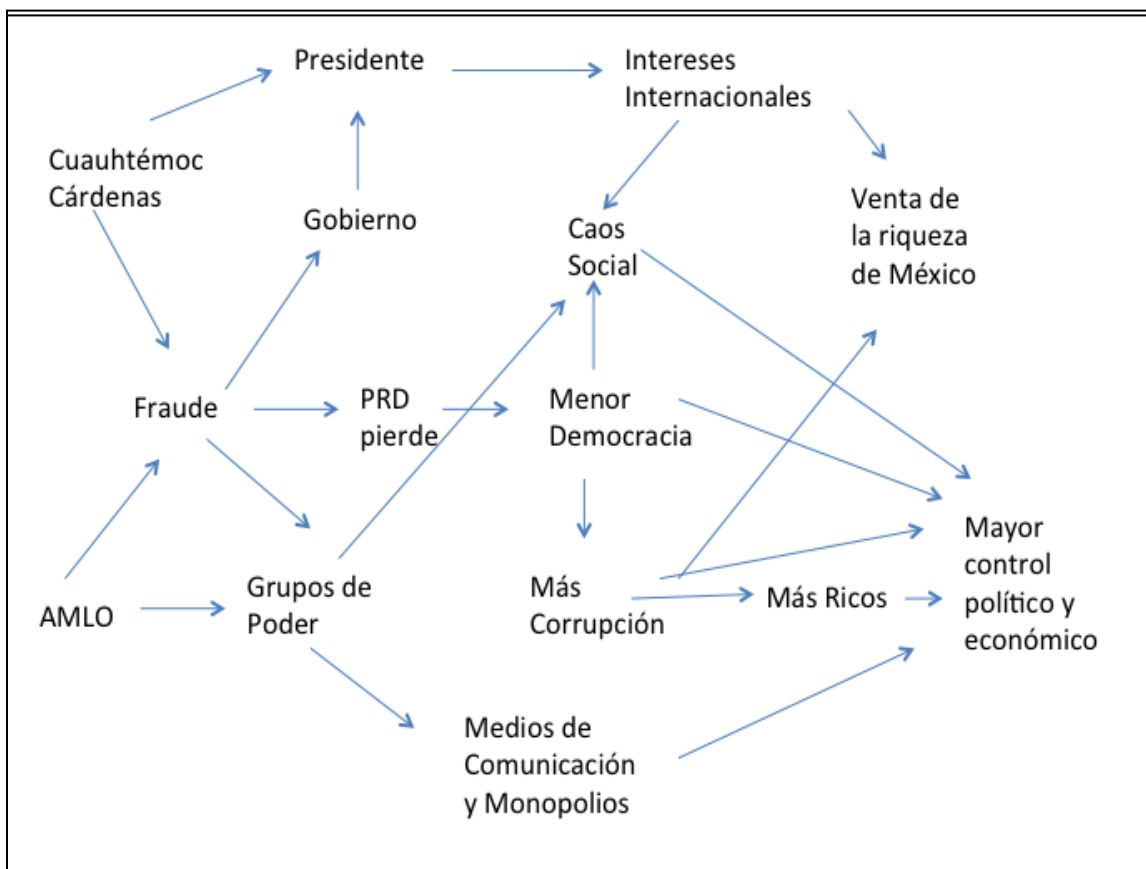 Presidente
Intereses
Internacionales
Cuauhtémoc
Cárdenas
Gobierno
Caos
Social
Venta de
la riqueza
de México
Fraude
PRD
pierde
Menor
Democracia
AMLO
Grupos de
Poder
Más
Corrupción
Más Ricos
Mayor
control
político y
económico
Medios de
Comunicación
y Monopolios